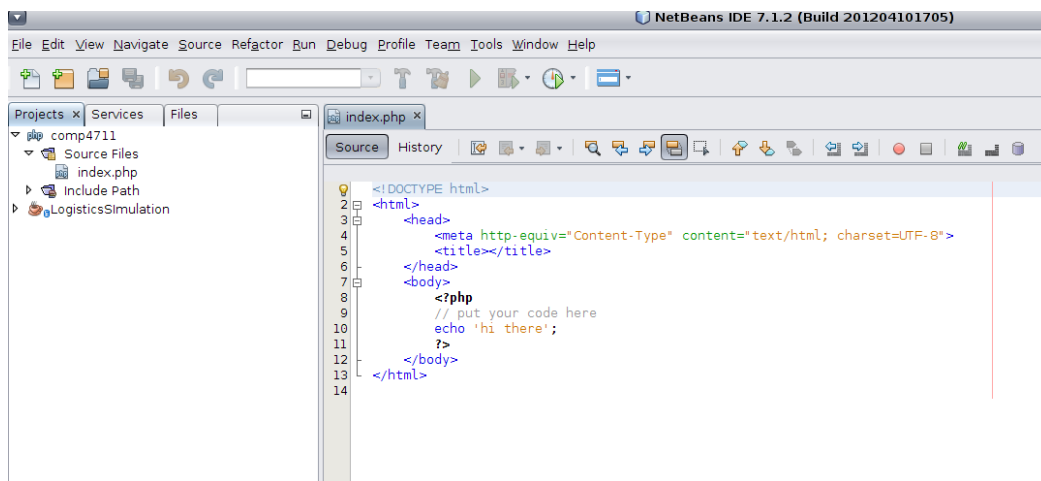 NetBeans IDE 7.1.2 (Build 201204101705)
File Edit View Navigate Source Refactor Run Debug Profile Team Tools Window Help
Projects Services Files
php comp4711
Source Files
index.php
Include Path
LogisticsSImulation
index.php
Source History
<!DOCTYPE html>
2 <html>
3 <head>
4 <meta http-equiv="Content-Type" content="text/html; charset=UTF-8">
5 <title></title>
6 </head>
7 <body>
8 <?php
9 // put your code here
10 echo 'hi there';
11 ?>
12 </body>
13 </html>
14